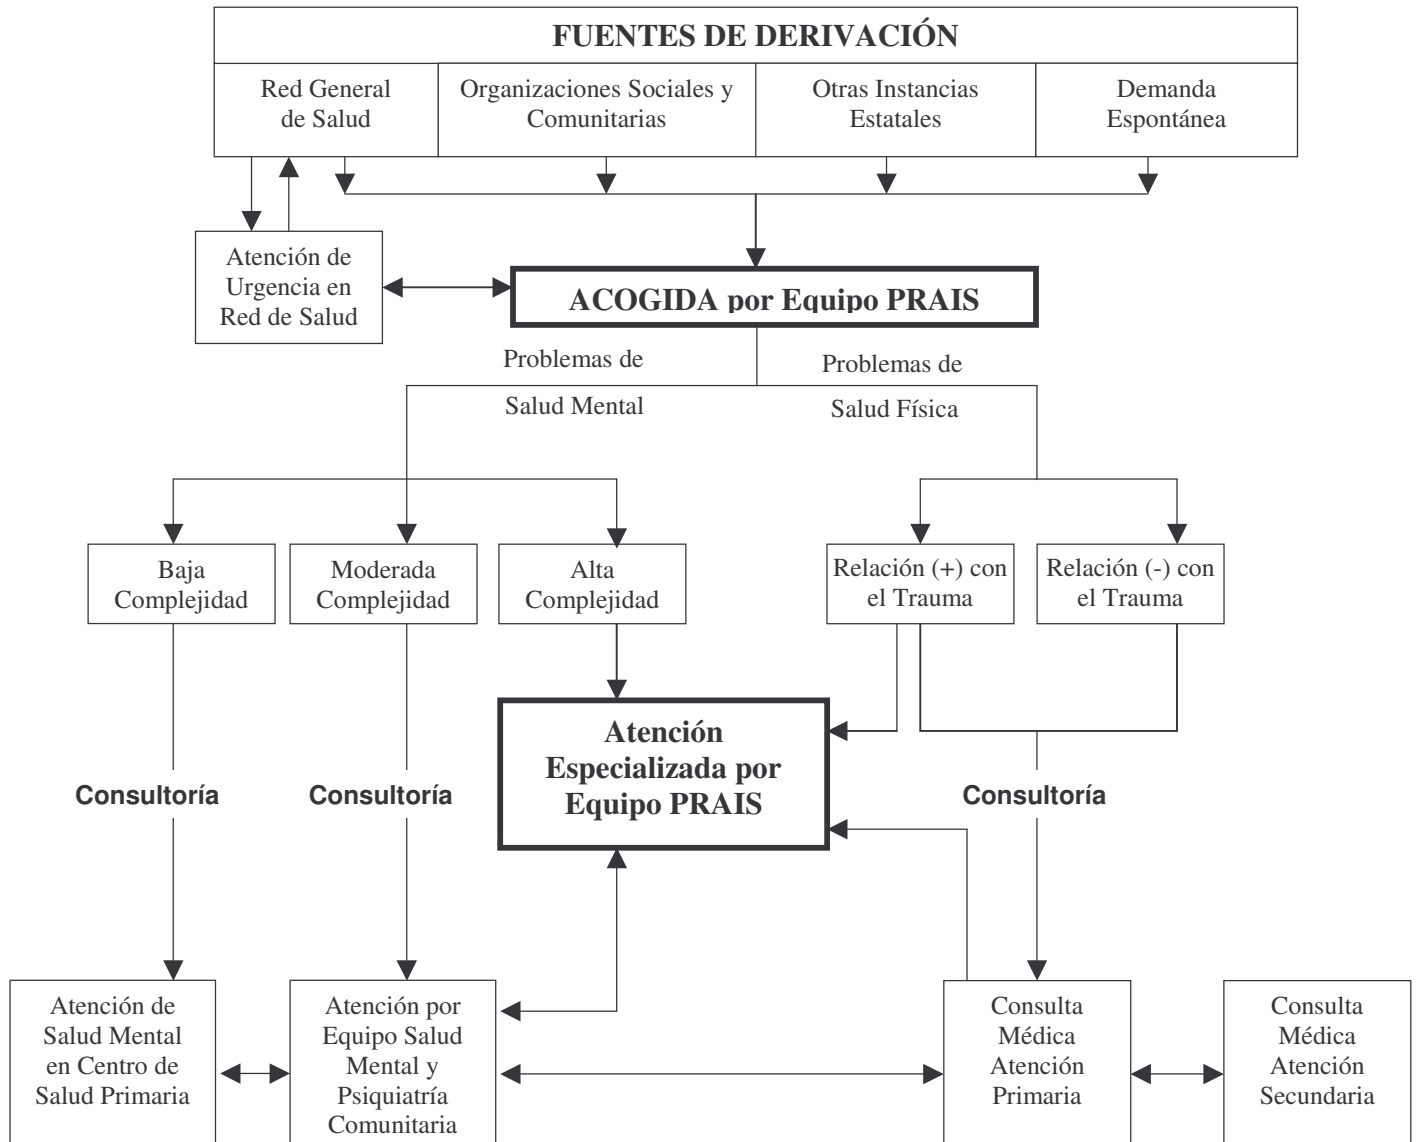 FUENTES DE DERIVACIÓN
Red General
de Salud
Organizaciones Sociales y
Comunitarias
Otras Instancias
Estatales
Demanda
Espontánea
Atención de
Urgencia en
Red de Salud
ACOGIDA por Equipo PRAIS
Problemas de
Salud Mental
Problemas de
Salud Física
Baja
Complejidad
Moderada
Complejidad
Alta
Complejidad
Relación (+) con
el Trauma
Relación (-) con
el Trauma
Atención
Especializada por
Equipo PRAIS
Consultoría
Consultoría
Consultoría
Atención de
Salud Mental
en Centro de
Salud Primaria
Atención por
Equipo Salud
Mental y
Psiquiatría
Comunitaria
Consulta
Médica
Atención
Primaria
Consulta
Médica
Atención
Secundaria